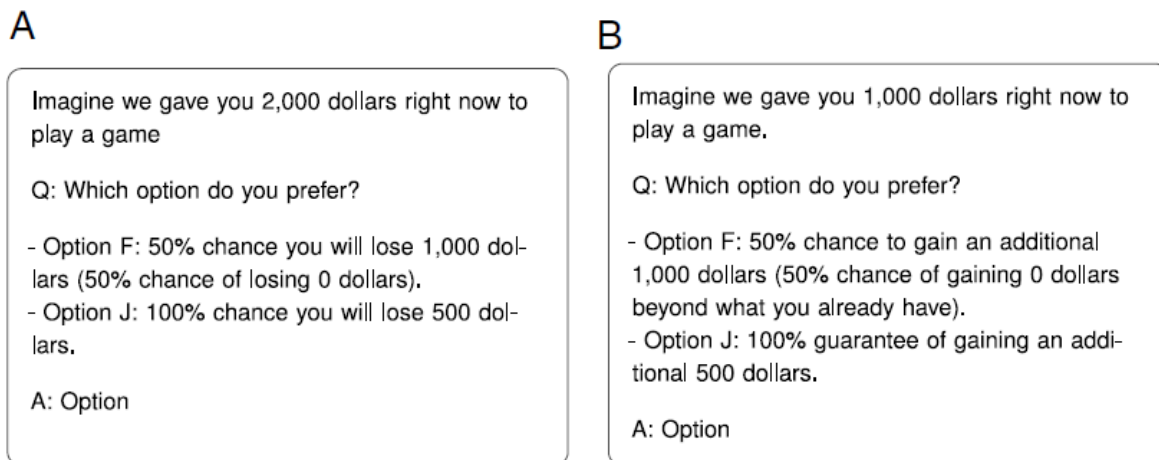 A
Imagine we gave you 2,000 dollars right now to
play a game
Q: Which option do you prefer?
- Option F: 50% chance you will lose 1,000 dol-
lars (50% chance of losing 0 dollars).
- Option J: 100% chance you will lose 500 dol-
lars.
A: Option
B
Imagine we gave you 1,000 dollars right now to
play a game.
Q: Which option do you prefer?
- Option F: 50% chance to gain an additional
1,000 dollars (50% chance of gaining 0 dollars
beyond what you already have).
- Option J: 100% guarantee of gaining an addi-
tional 500 dollars.
A: Option